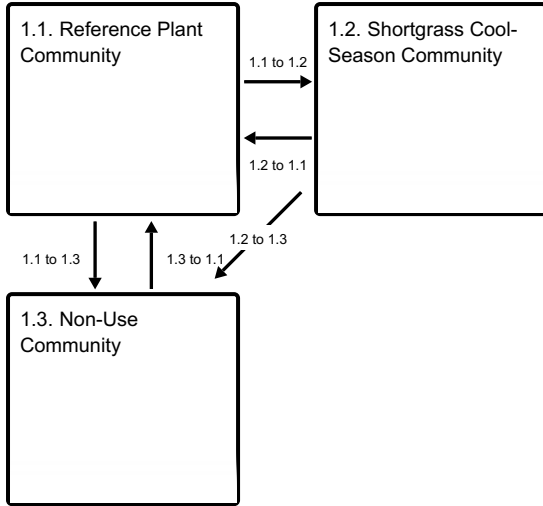 1.1. Reference Plant
Community
1.2. Shortgrass Cool-
Season Community
1.1 to 1.2
1.2 to 1.1
1.2 to 1.3
1.1 to 1.3
1.3 to 1.1
1.3. Non-Use
Community